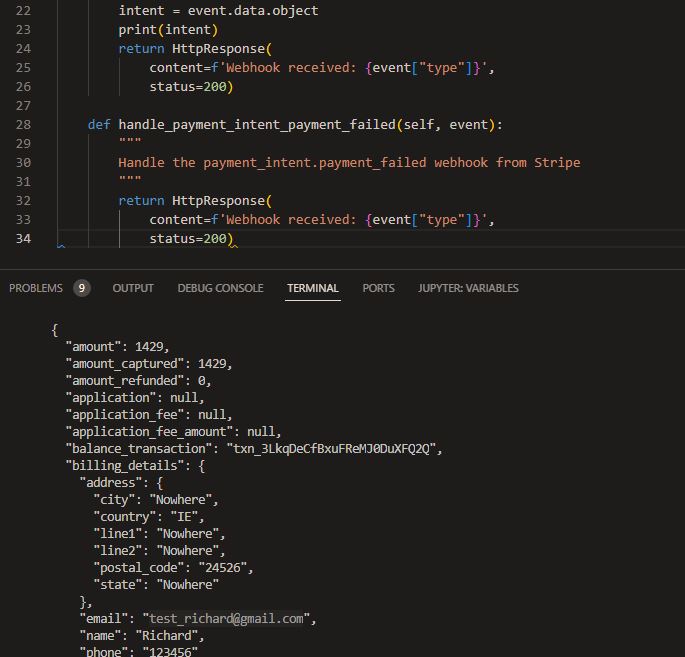 22 intent = event.data.object
23 print(intent)
24 return HttpResponse(
25 content=f'Webhook received: {event["type"]}',
26 status=200)
27
28 def handle_payment_intent_payment_failed(self, event):
29 """
30 Handle the payment_intent.payment_failed webhook from Stripe
31 """
32 return HttpResponse(
33 content=f'Webhook received: {event["type"]}',
34 status=200)
PROBLEMS 9 OUTPUT DEBUG CONSOLE TERMINAL PORTS JUPYTER: VARIABLES
{
"amount": 1429,
"amount_captured": 1429,
"amount_refunded": 0,
"application": null,
"application_fee": null,
"application_fee_amount": null,
"balance_transaction": "txn_3LkqDeCfBxuFReMJ0DuXFQ2Q",
"billing_details": {
"address": {
"city": "Nowhere",
"country": "IE",
"line1": "Nowhere",
"line2": "Nowhere",
"postal_code": "24526",
"state": "Nowhere"
},
"email": "test_richard@gmail.com",
"name": "Richard",
"phone": "123456"